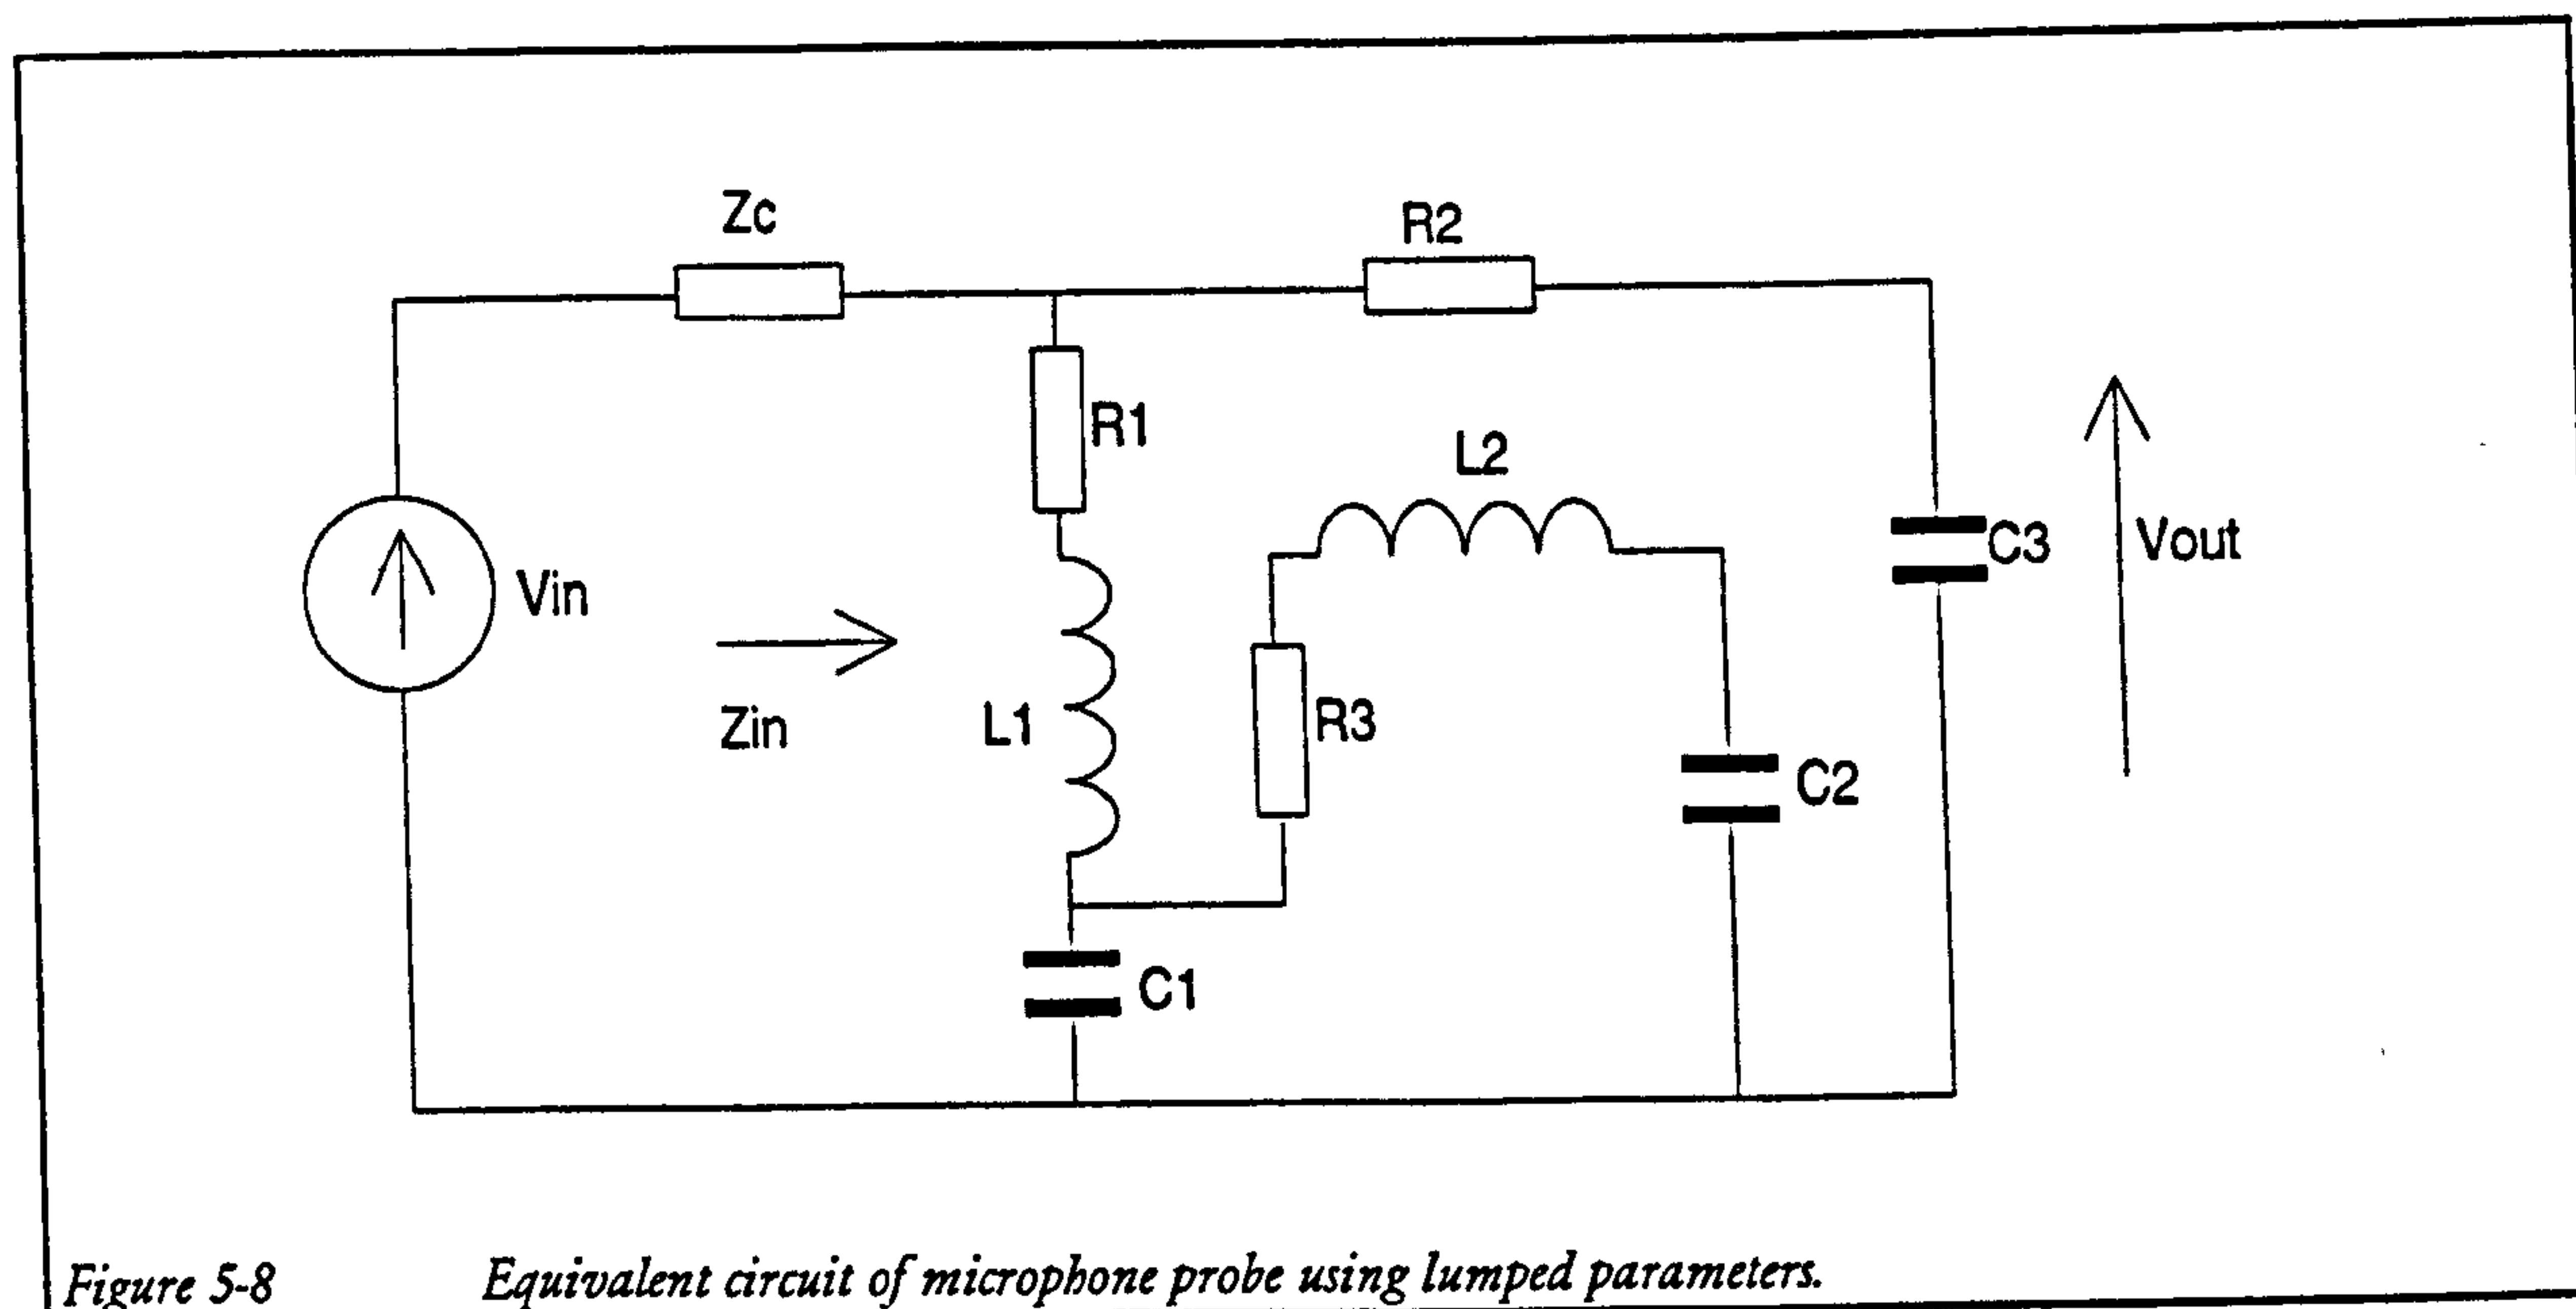 Zc
R2
R1
L2
C3
Vout
Vin
Zin
L1
R3
C2
C1
Figure 5-8 Equivalent circuit of microphone probe using lumped parameters.